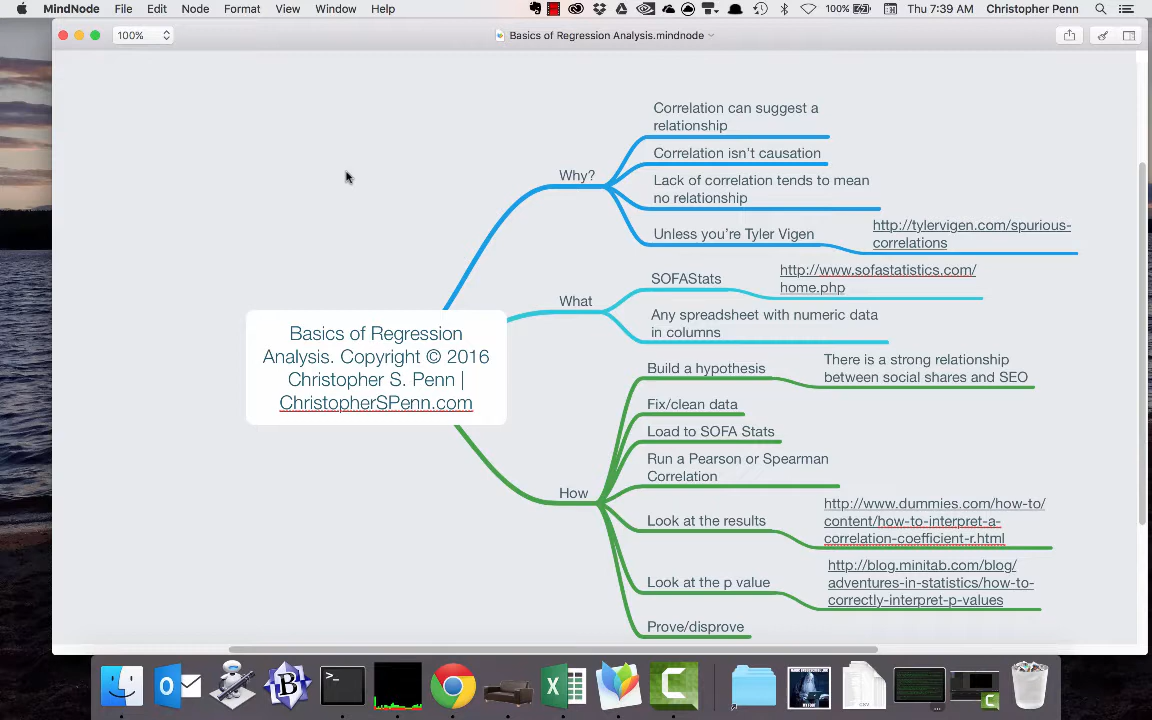 MindNode File Edit Node Format View Window Help 100% Thu 7:39 AM Christopher Penn
100% Basics of Regression Analysis.mindnode
Correlation can suggest a
relationship
Correlation isn't causation
Why?
Lack of correlation tends to mean
no relationship
Unless you're Tyler Vigen
http://tylervigen.com/spurious-
correlations
What
SOFAStats
http://www.sofastatistics.com/
home.php
Any spreadsheet with numeric data
in columns
Basics of Regression
Analysis. Copyright © 2016
Christopher S. Penn |
ChristopherSPenn.com
Build a hypothesis
There is a strong relationship
between social shares and SEO
Fix/clean data
Load to SOFA Stats
Run a Pearson or Spearman
Correlation
How
Look at the results
http://www.dummies.com/how-to/
content/how-to-interpret-a-
correlation-coefficient-r.html
Look at the p value
http://blog.minitab.com/blog/
adventures-in-statistics/how-to-
correctly-interpret-p-values
Prove/disprove